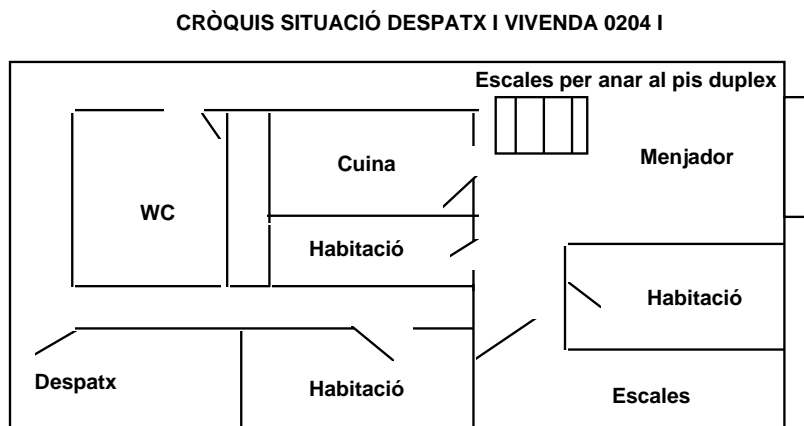 CRÒQUIS SITUACIÓ DESPATX I VIVENDA 0204 I
Escales per anar al pis duplex
Cuina
Menjador
WC
Habitació
Habitació
Despatx
Habitació
Escales